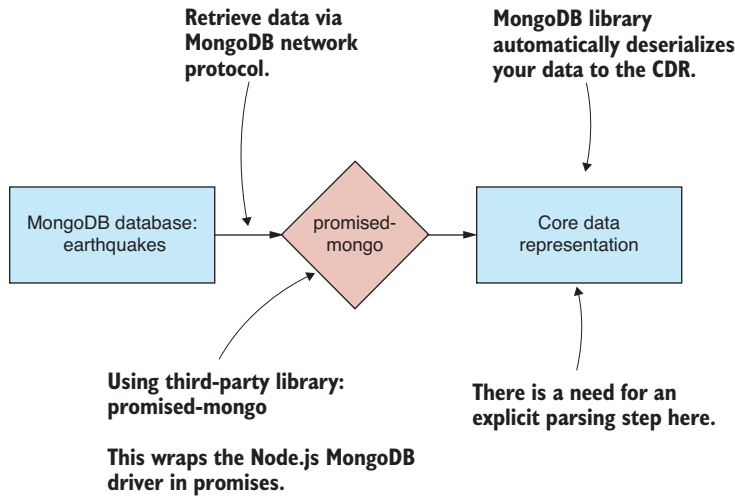 Retrieve data via
MongoDB network
protocol.
MongoDB library
automatically deserializes
your data to the CDR.
MongoDB database:
earthquakes
promised-
mongo
Core data
representation
Using third-party library:
promised-mongo
This wraps the Node.js MongoDB
driver in promises.
There is a need for an
explicit parsing step here.